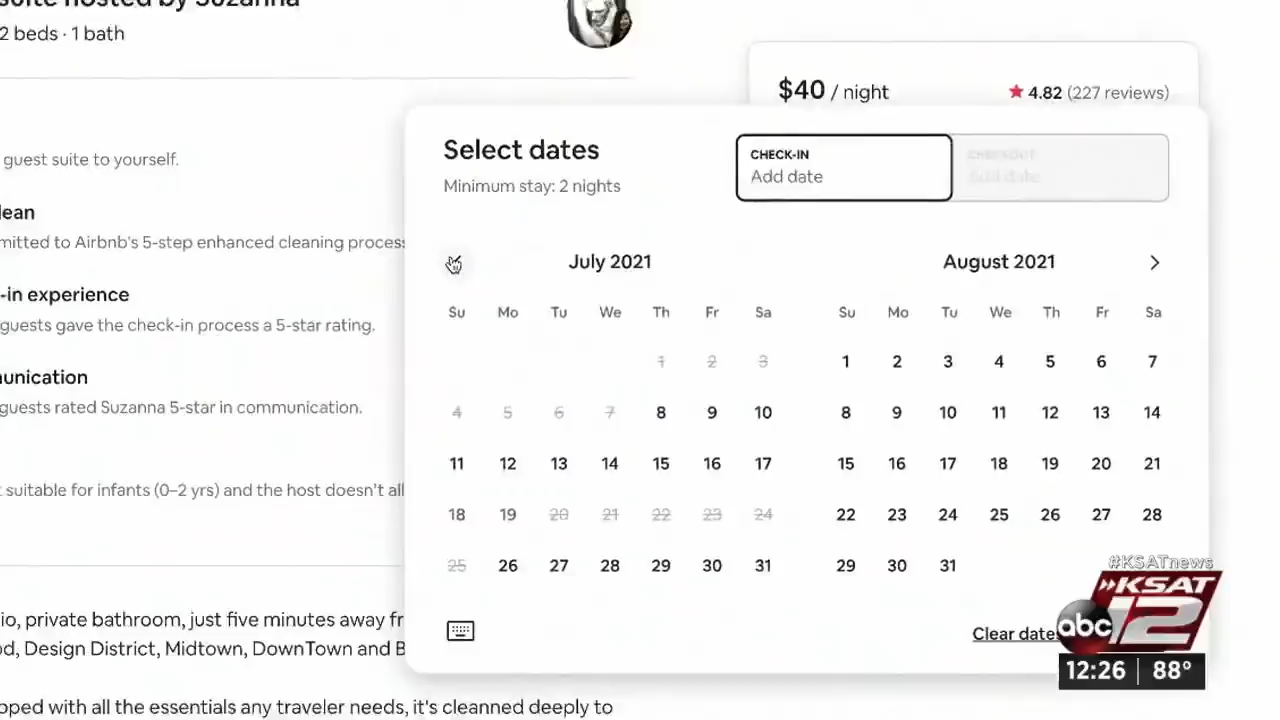 suite hosted by Suzanna
2 beds · 1 bath
$40 / night
4.82 (227 reviews)
Select dates
Minimum stay: 2 nights
CHECK-IN
Add date
CHECKOUT
Add date
guest suite to yourself.
lean
mitted to Airbnb's 5-step enhanced cleaning process
-in experience
guests gave the check-in process a 5-star rating.
unication
guests rated Suzanna 5-star in communication.
suitable for infants (0–2 yrs) and the host doesn't all
July 2021
Su Mo Tu We Th Fr Sa
1 2 3
4 5 6 7 8 9 10
11 12 13 14 15 16 17
18 19 20 21 22 23 24
25 26 27 28 29 30 31
August 2021
Su Mo Tu We Th Fr Sa
1 2 3 4 5 6 7
8 9 10 11 12 13 14
15 16 17 18 19 20 21
22 23 24 25 26 27 28
29 30 31
Clear dates
io, private bathroom, just five minutes away fr
od, Design District, Midtown, DownTown and B
pped with all the essentials any traveler needs, it's cleanned deeply to
#KSATnews
KSAT
abc 12
12:26 88°